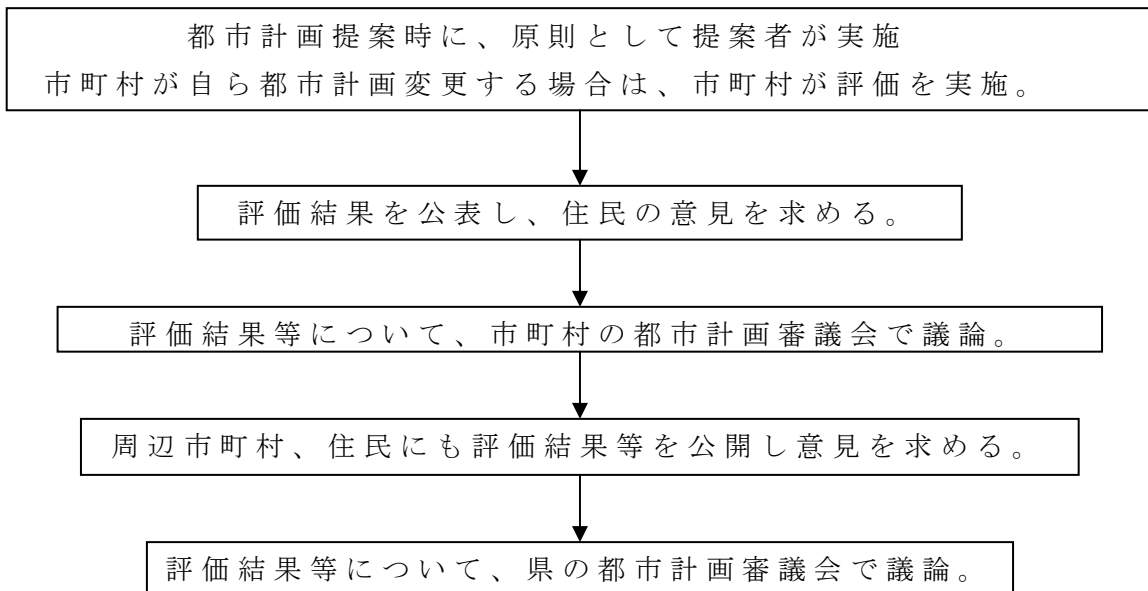 都市計画提案時に、原則として提案者が実施
市町村が自ら都市計画変更する場合は、市町村が評価を実施。
評価結果を公表し、住民の意見を求める。
評価結果等について、市町村の都市計画審議会で議論。
周辺市町村、住民にも評価結果等を公開し意見を求める。
評価結果等について、県の都市計画審議会で議論。